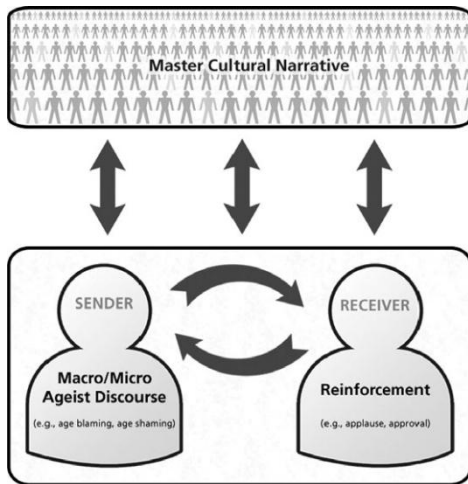 Master Cultural Narrative
SENDER
Macro/Micro
Ageist Discourse
(e.g., age blaming, age shaming)
RECEIVER
Reinforcement
(e.g., applause, approval)